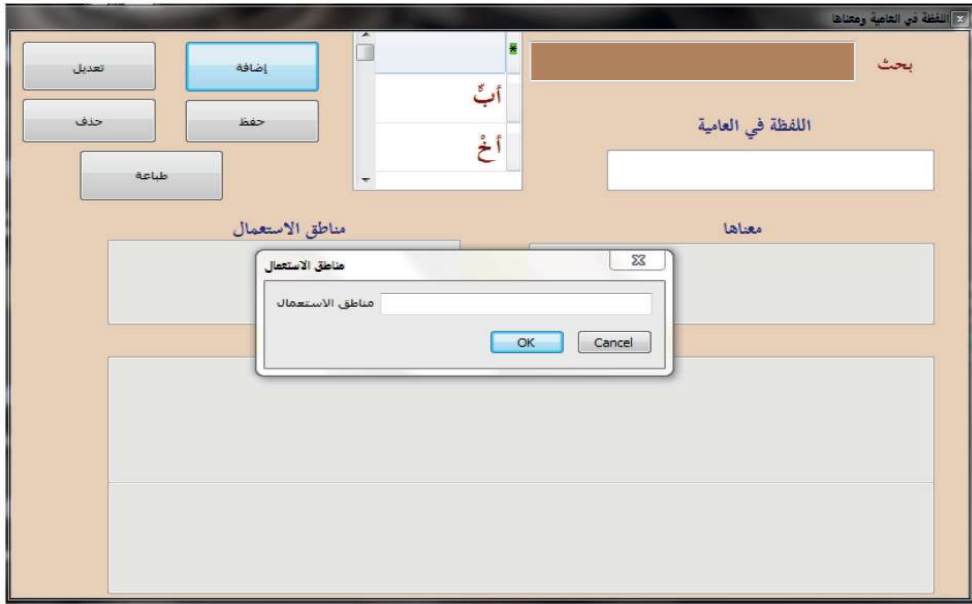 اللفظة في العامية ومعناها
بحث
إضافة
تعديل
أبٌّ
حفظ
حذف
اللفظة في العامية
أخْ
طباعة
معناها
مناطق الاستعمال
مناطق الاستعمال
مناطق الاستعمال
OK
Cancel